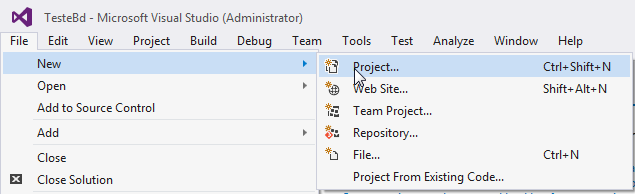 TesteBd - Microsoft Visual Studio (Administrator)
File Edit View Project Build Debug Team Tools Test Analyze Window Help
New Project... Ctrl+Shift+N
Open Web Site... Shift+Alt+N
Add to Source Control Team Project...
Repository...
Add File... Ctrl+N
Close
Close Solution Project From Existing Code...